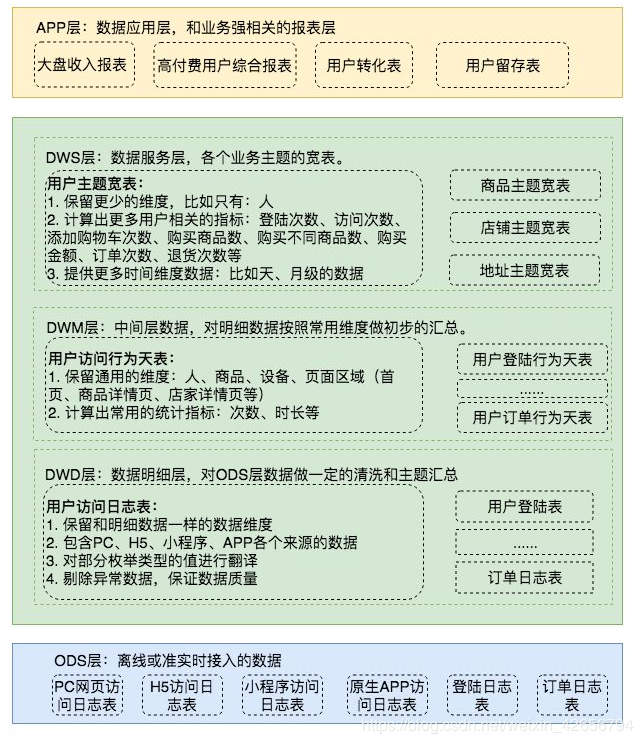 APP层：数据应用层，和业务强相关的报表层
大盘收入报表
高付费用户综合报表
用户转化表
用户留存表
DWS层：数据服务层，各个业务主题的宽表。
用户主题宽表：
1. 保留更少的维度，比如只有：人
2. 计算出更多用户相关的指标：登陆次数、访问次数、
添加购物车次数、购买商品数、购买不同商品数、购买
金额、订单次数、退货次数等
3. 提供更多时间维度数据：比如天、月级的数据
商品主题宽表
店铺主题宽表
地址主题宽表
DWM层：中间层数据，对明细数据按照常用维度做初步的汇总。
用户访问行为天表：
1. 保留通用的维度：人、商品、设备、页面区域（首
页、商品详情页、店家详情页等）
2. 计算出常用的统计指标：次数、时长等
用户登陆行为天表
......
用户订单行为天表
DWD层：数据明细层，对ODS层数据做一定的清洗和主题汇总
用户访问日志表：
1. 保留和明细数据一样的数据维度
2. 包含PC、H5、小程序、APP各个来源的数据
3. 对部分枚举类型的值进行翻译
4. 剔除异常数据，保证数据质量
用户登陆表
......
订单日志表
ODS层：离线或准实时接入的数据
PC网页访
问日志表
H5访问日
志表
小程序访问
日志表
原生APP访
问日志表
登陆日志
表
订单日志
表
https://blog.csdn.net/weixin_42656794